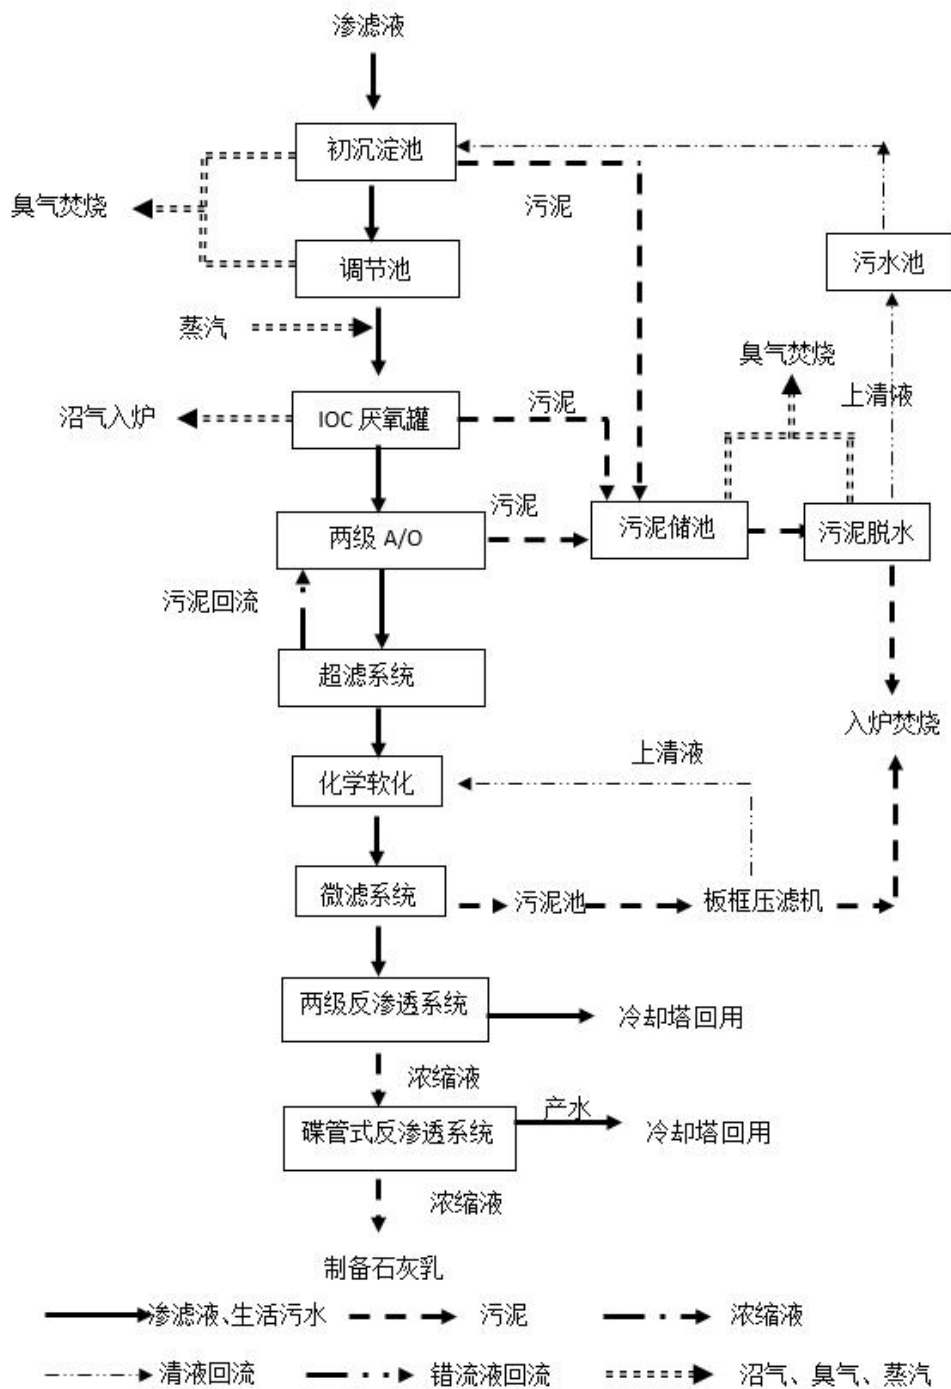 渗滤液
初沉淀池
臭气焚烧
污泥
调节池
污水池
蒸汽
臭气焚烧
上清液
沼气入炉
IOC 厌氧罐
污泥
污泥
两级 A/O
污泥储池
污泥脱水
污泥回流
超滤系统
入炉焚烧
上清液
化学软化
微滤系统
污泥池
板框压滤机
两级反渗透系统
冷却塔回用
浓缩液
产水
碟管式反渗透系统
冷却塔回用
浓缩液
制备石灰乳
渗滤液、生活污水
污泥
浓缩液
清液回流
错流液回流
沼气、臭气、蒸汽